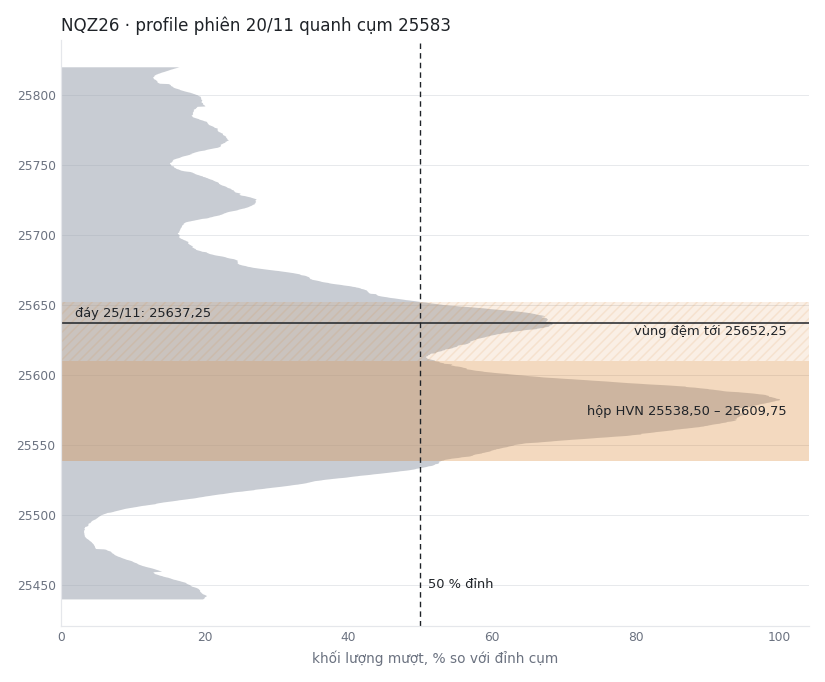 NQZ26 · profile phiên 20/11 quanh cụm 25583
25800
25750
25700
25650
đáy 25/11: 25637,25
vùng đệm tới 25652,25
25600
hộp HVN 25538,50 – 25609,75
25550
25500
25450
50 % đỉnh
0 20 40 60 80 100
khối lượng mượt, % so với đỉnh cụm